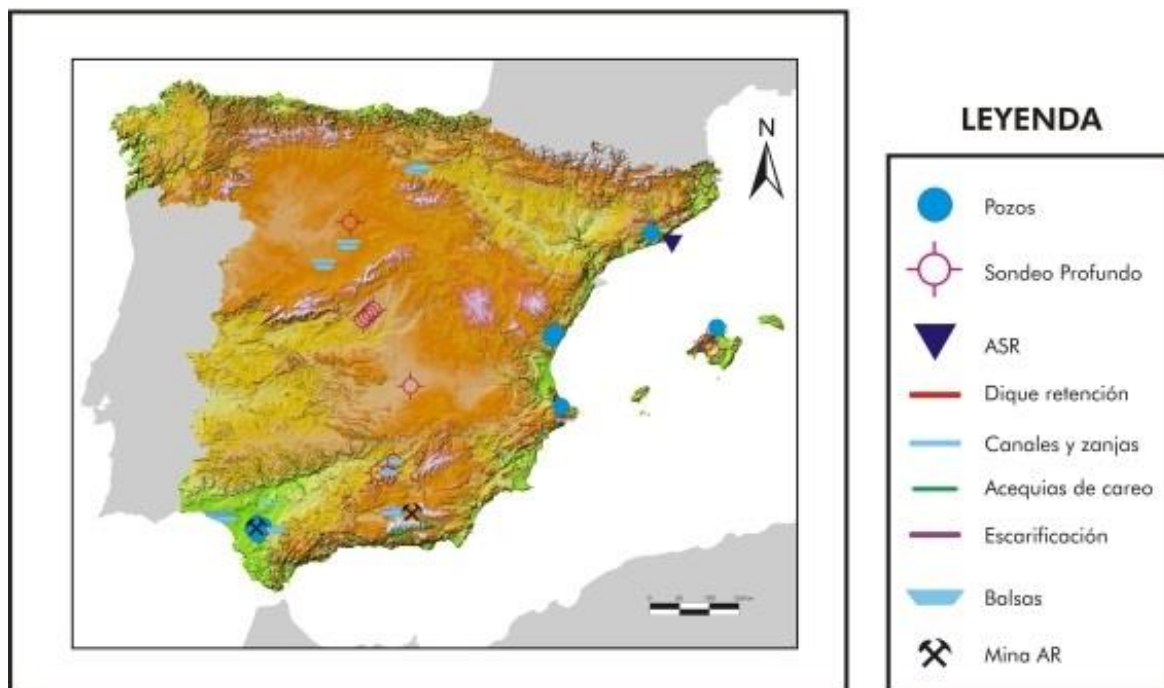 N
LEYENDA
Pozos
Sondeo Profundo
ASR
Dique retención
Canales y zanjas
Acequias de careo
Escarificación
Balsas
Mina AR